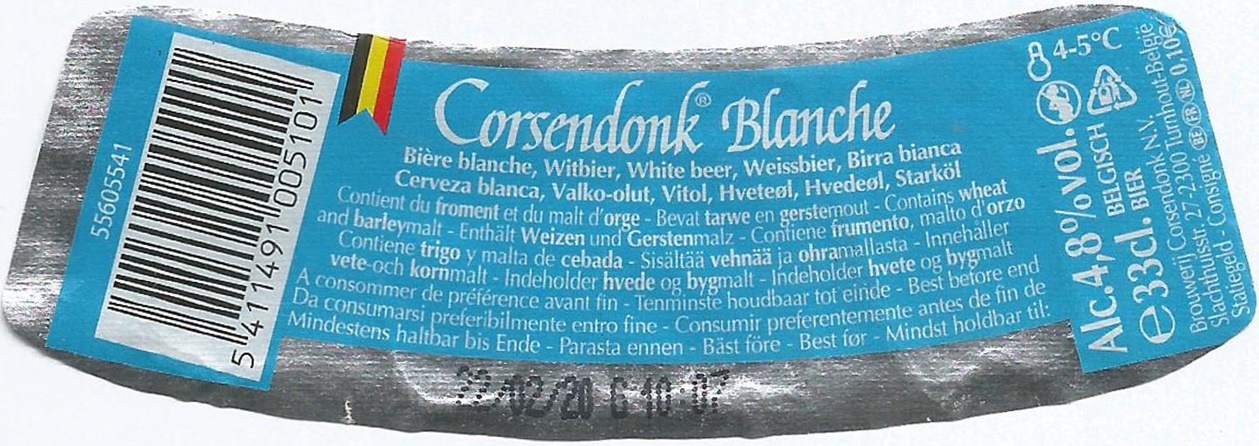 55605541
5 411491 005101
Corsendonk® Blanche
Bière blanche, Witbier, White beer, Weissbier, Birra bianca
Cerveza blanca, Valko-olut, Vitol, Hveteøl, Hvedeøl, Starköl
Contient du froment et du malt d'orge - Bevat tarwe en gerstemout - Contains wheat
and barleymalt - Enthält Weizen und Gerstenmalz - Contiene frumento, malto d'orzo
Contiene trigo y malta de cebada - Sisältää vehnää ja ohramallasta - Innehåller
vete-och kornmalt - Indeholder hvede og bygmalt - Indeholder hvete og bygmalt
A consommer de préférence avant fin - Tenminste houdbaar tot einde - Best before end
Da consumarsi preferibilmente entro fine - Consumir preferentemente antes de fin de
Mindestens haltbar bis Ende - Parasta ennen - Bäst före - Best før - Mindst holdbar til:
22/02/20 G 10:07
4-5°C
Alc.4,8%vol.
BELGISCH
BIER
e33cl.
Brouwerij Corsendonk N.V.
Slachthuisstr. 27-2300 Turnhout-België
Statiegeld - Consigné BE FR NL 0,10€